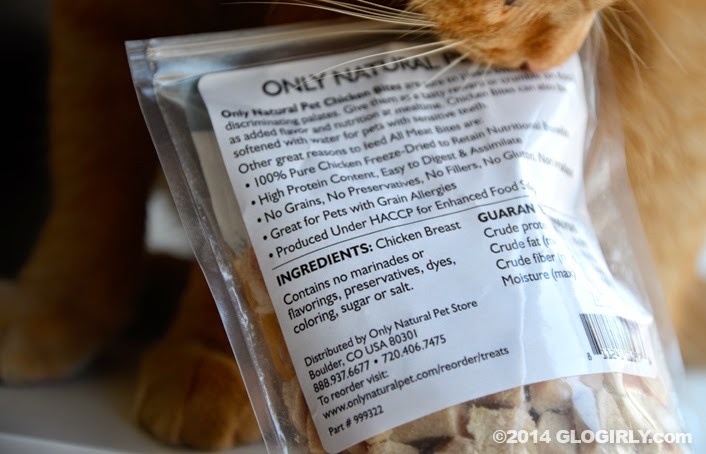 ONLY NATURAL
Only Natural Pet Chicken Bites are sure to
discriminating palates. Give them as a tasty
as added flavor and nutrition at mealtime. Chicken Bites can also be
softened with water for pets with sensitive teeth.
Other great reasons to feed All Meat Bites are:
• 100% Pure Chicken Freeze-Dried to Retain Nutritional
• High Protein Content, Easy to Digest & Assimilate
• No Grains, No Preservatives, No Fillers, No Gluten,
• Great for Pets with Grain Allergies
• Produced Under HACCP for Enhanced Food
INGREDIENTS: Chicken Breast
Contains no marinades or
flavorings, preservatives, dyes,
coloring, sugar or salt.
GUARAN
Crude prote
Crude fat (m
Crude fiber (m
Moisture (max
Distributed by Only Natural Pet Store
Boulder, CO USA 80301
888.937.6677 • 720.406.7475
To reorder visit:
www.onlynaturalpet.com/reorder/treats
Part # 999322
©2014 GLOGIRLY.com